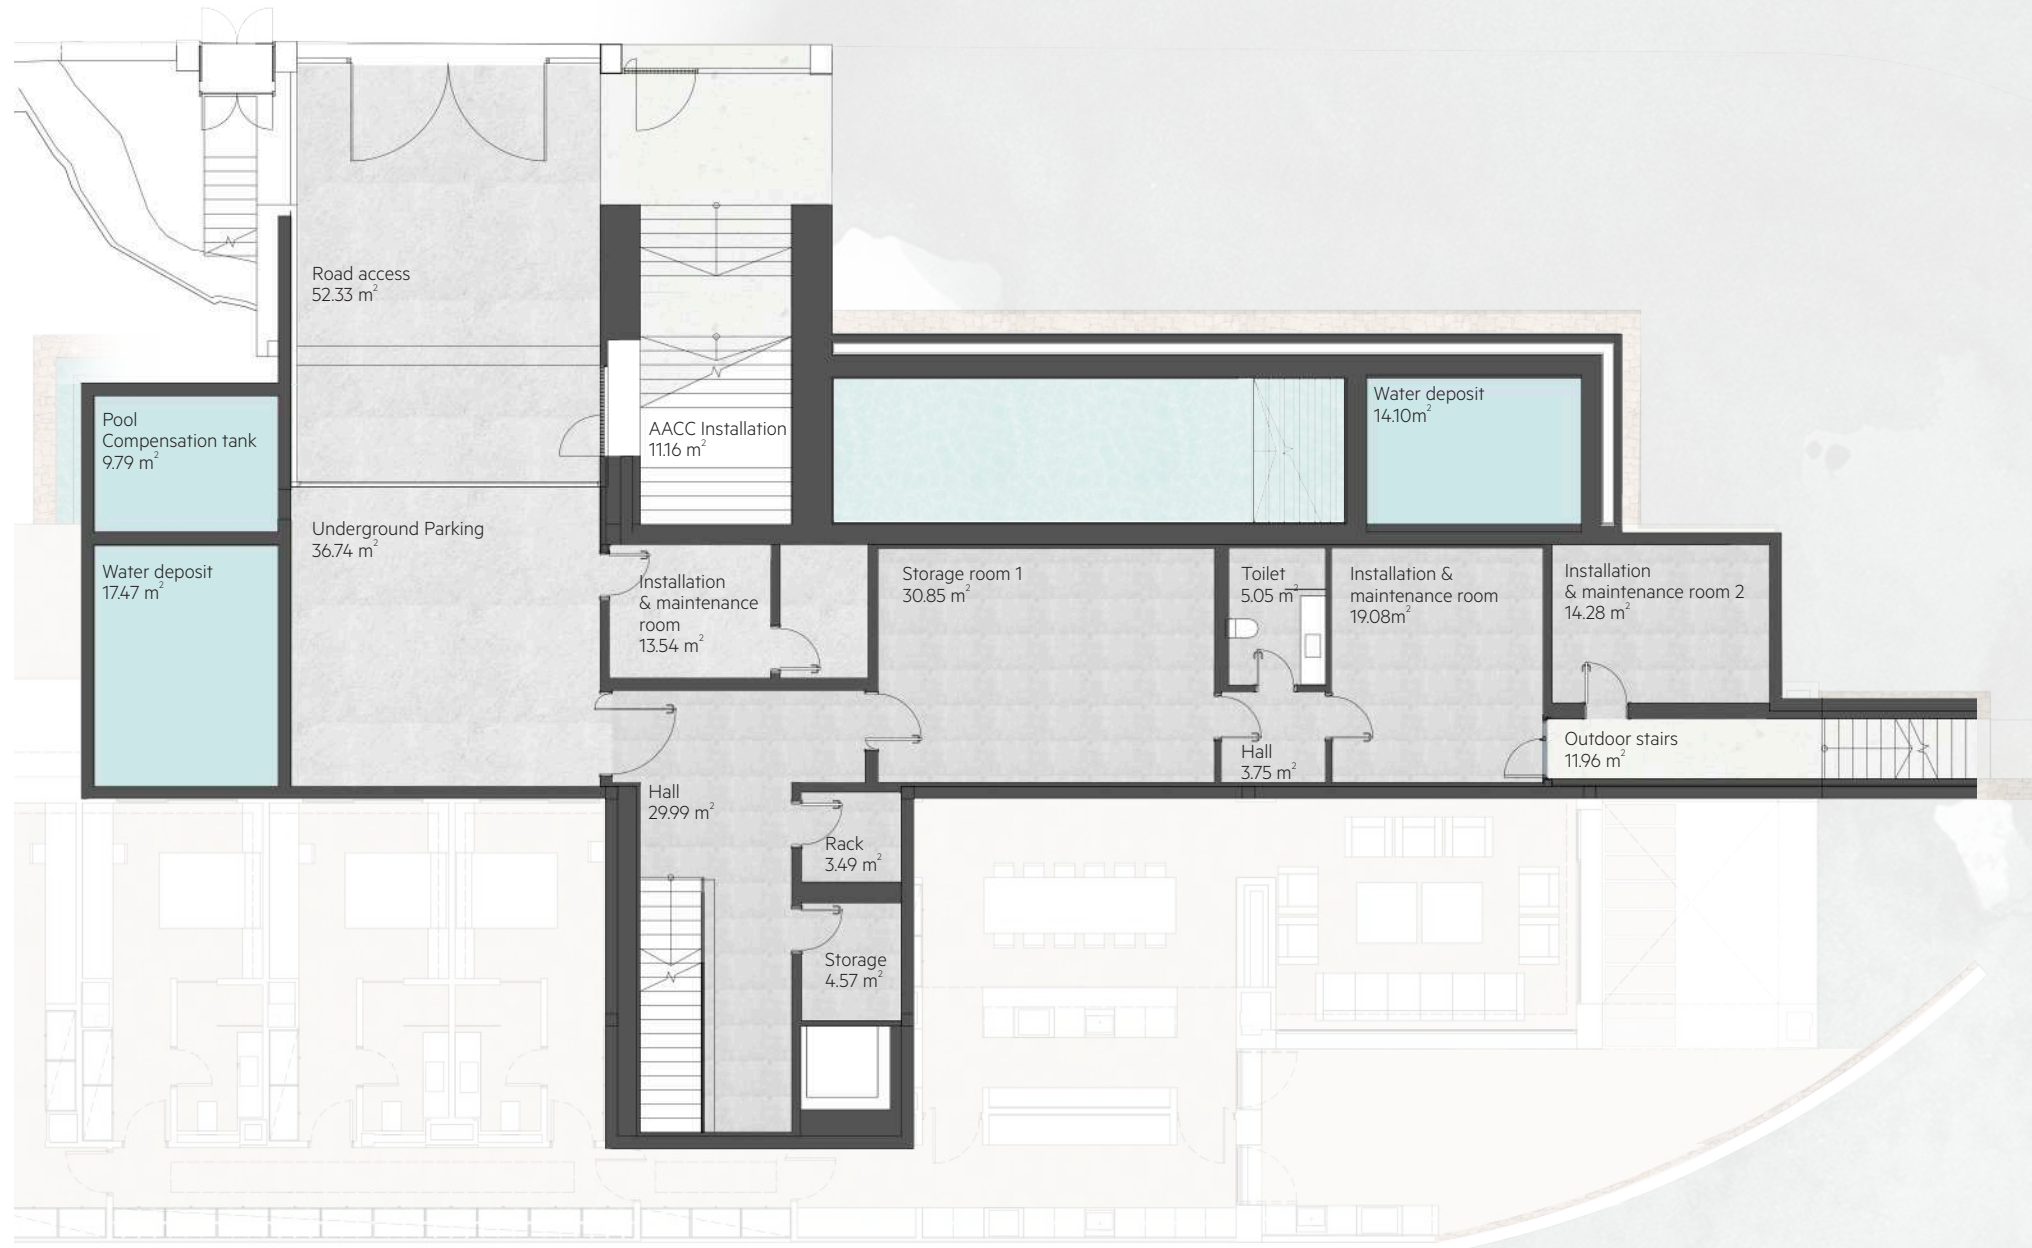 Road access
52.33 m²
Pool
Compensation tank
9.79 m²
AACC Installation
11.16 m²
Water deposit
14.10m²
Underground Parking
36.74 m²
Water deposit
17.47 m²
Installation
& maintenance
room
13.54 m²
Storage room 1
30.85 m²
Toilet
5.05 m²
Installation &
maintenance room
19.08m²
Installation
& maintenance room 2
14.28 m²
Hall
3.75 m²
Outdoor stairs
11.96 m²
Hall
29.99 m²
Rack
3.49 m²
Storage
4.57 m²